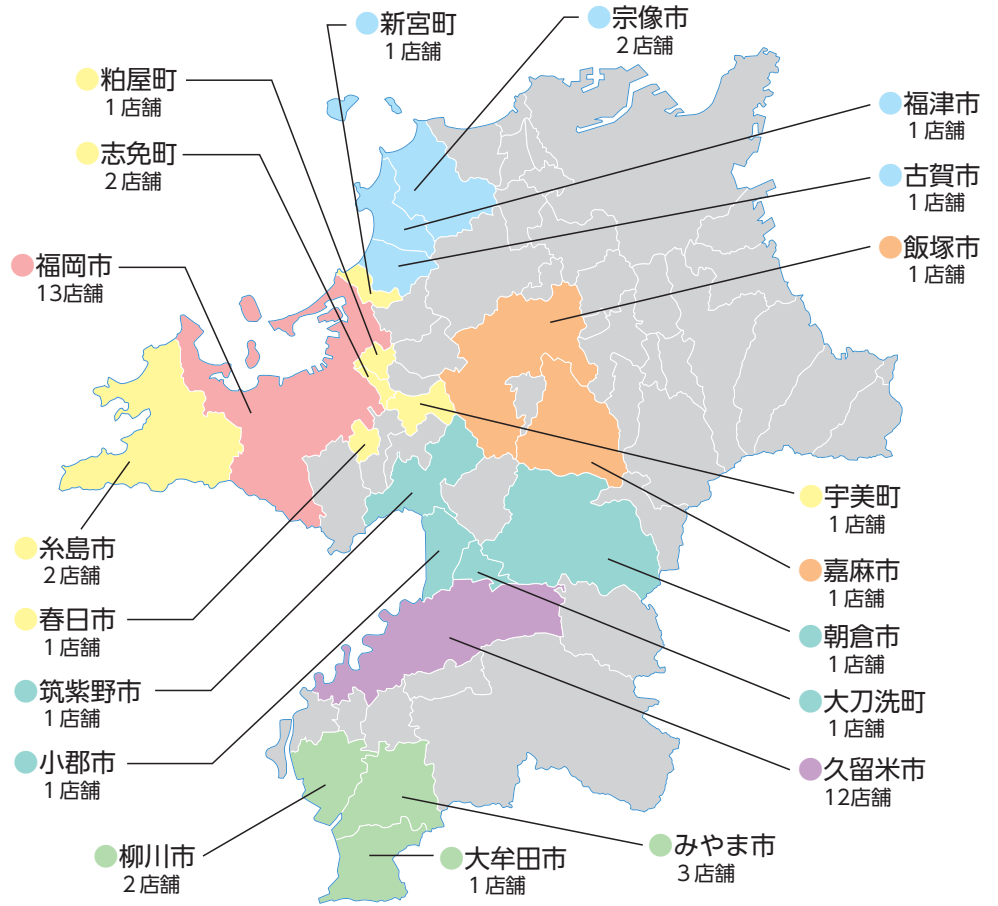 新宮町
1店舗
宗像市
2店舗
粕屋町
1店舗
福津市
1店舗
志免町
2店舗
古賀市
1店舗
福岡市
13店舗
飯塚市
1店舗
宇美町
1店舗
糸島市
2店舗
嘉麻市
1店舗
春日市
1店舗
朝倉市
1店舗
筑紫野市
1店舗
大刀洗町
1店舗
小郡市
1店舗
久留米市
12店舗
柳川市
2店舗
大牟田市
1店舗
みやま市
3店舗